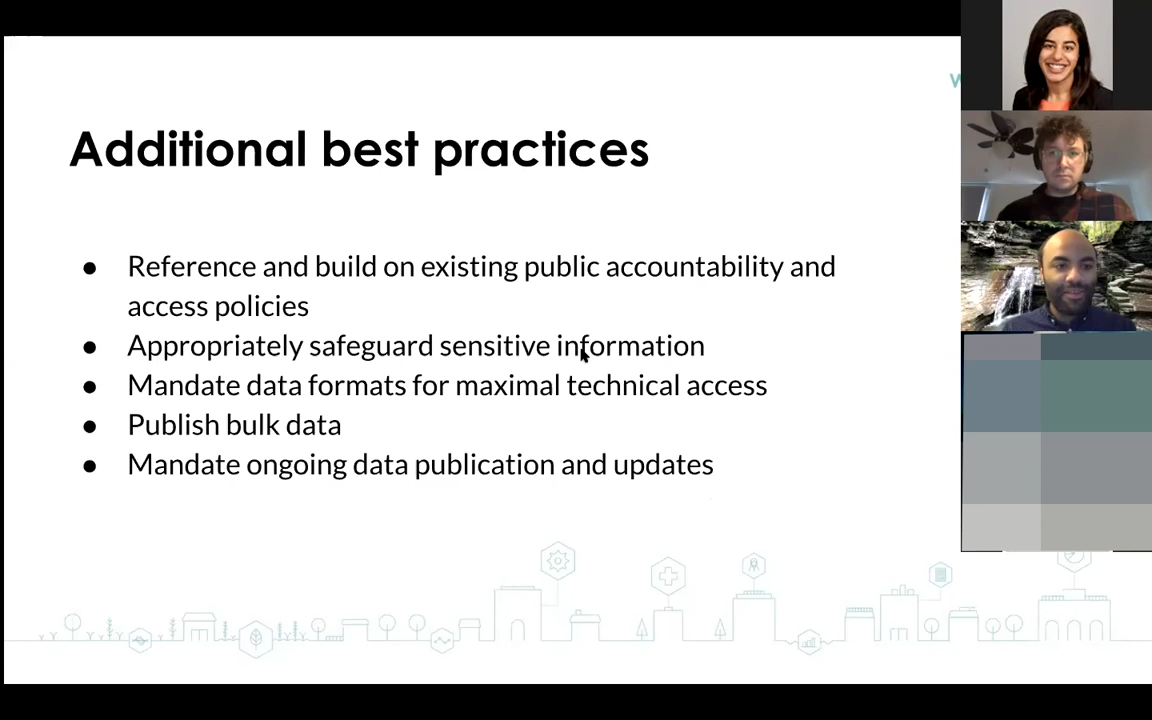 Additional best practices
● Reference and build on existing public accountability and
access policies
● Appropriately safeguard sensitive information
● Mandate data formats for maximal technical access
● Publish bulk data
● Mandate ongoing data publication and updates